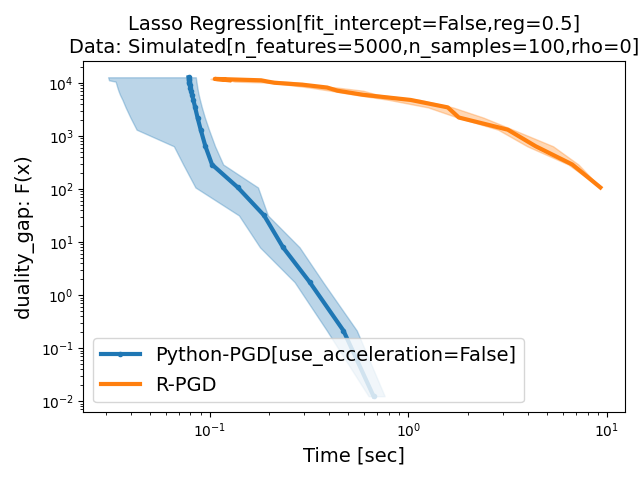 Lasso Regression[fit_intercept=False,reg=0.5]
Data: Simulated[n_features=5000,n_samples=100,rho=0]
duality_gap: F(x)
10⁴
10³
10²
10¹
10⁰
10⁻¹
10⁻²
Python-PGD[use_acceleration=False]
R-PGD
10⁻¹
10⁰
10¹
Time [sec]